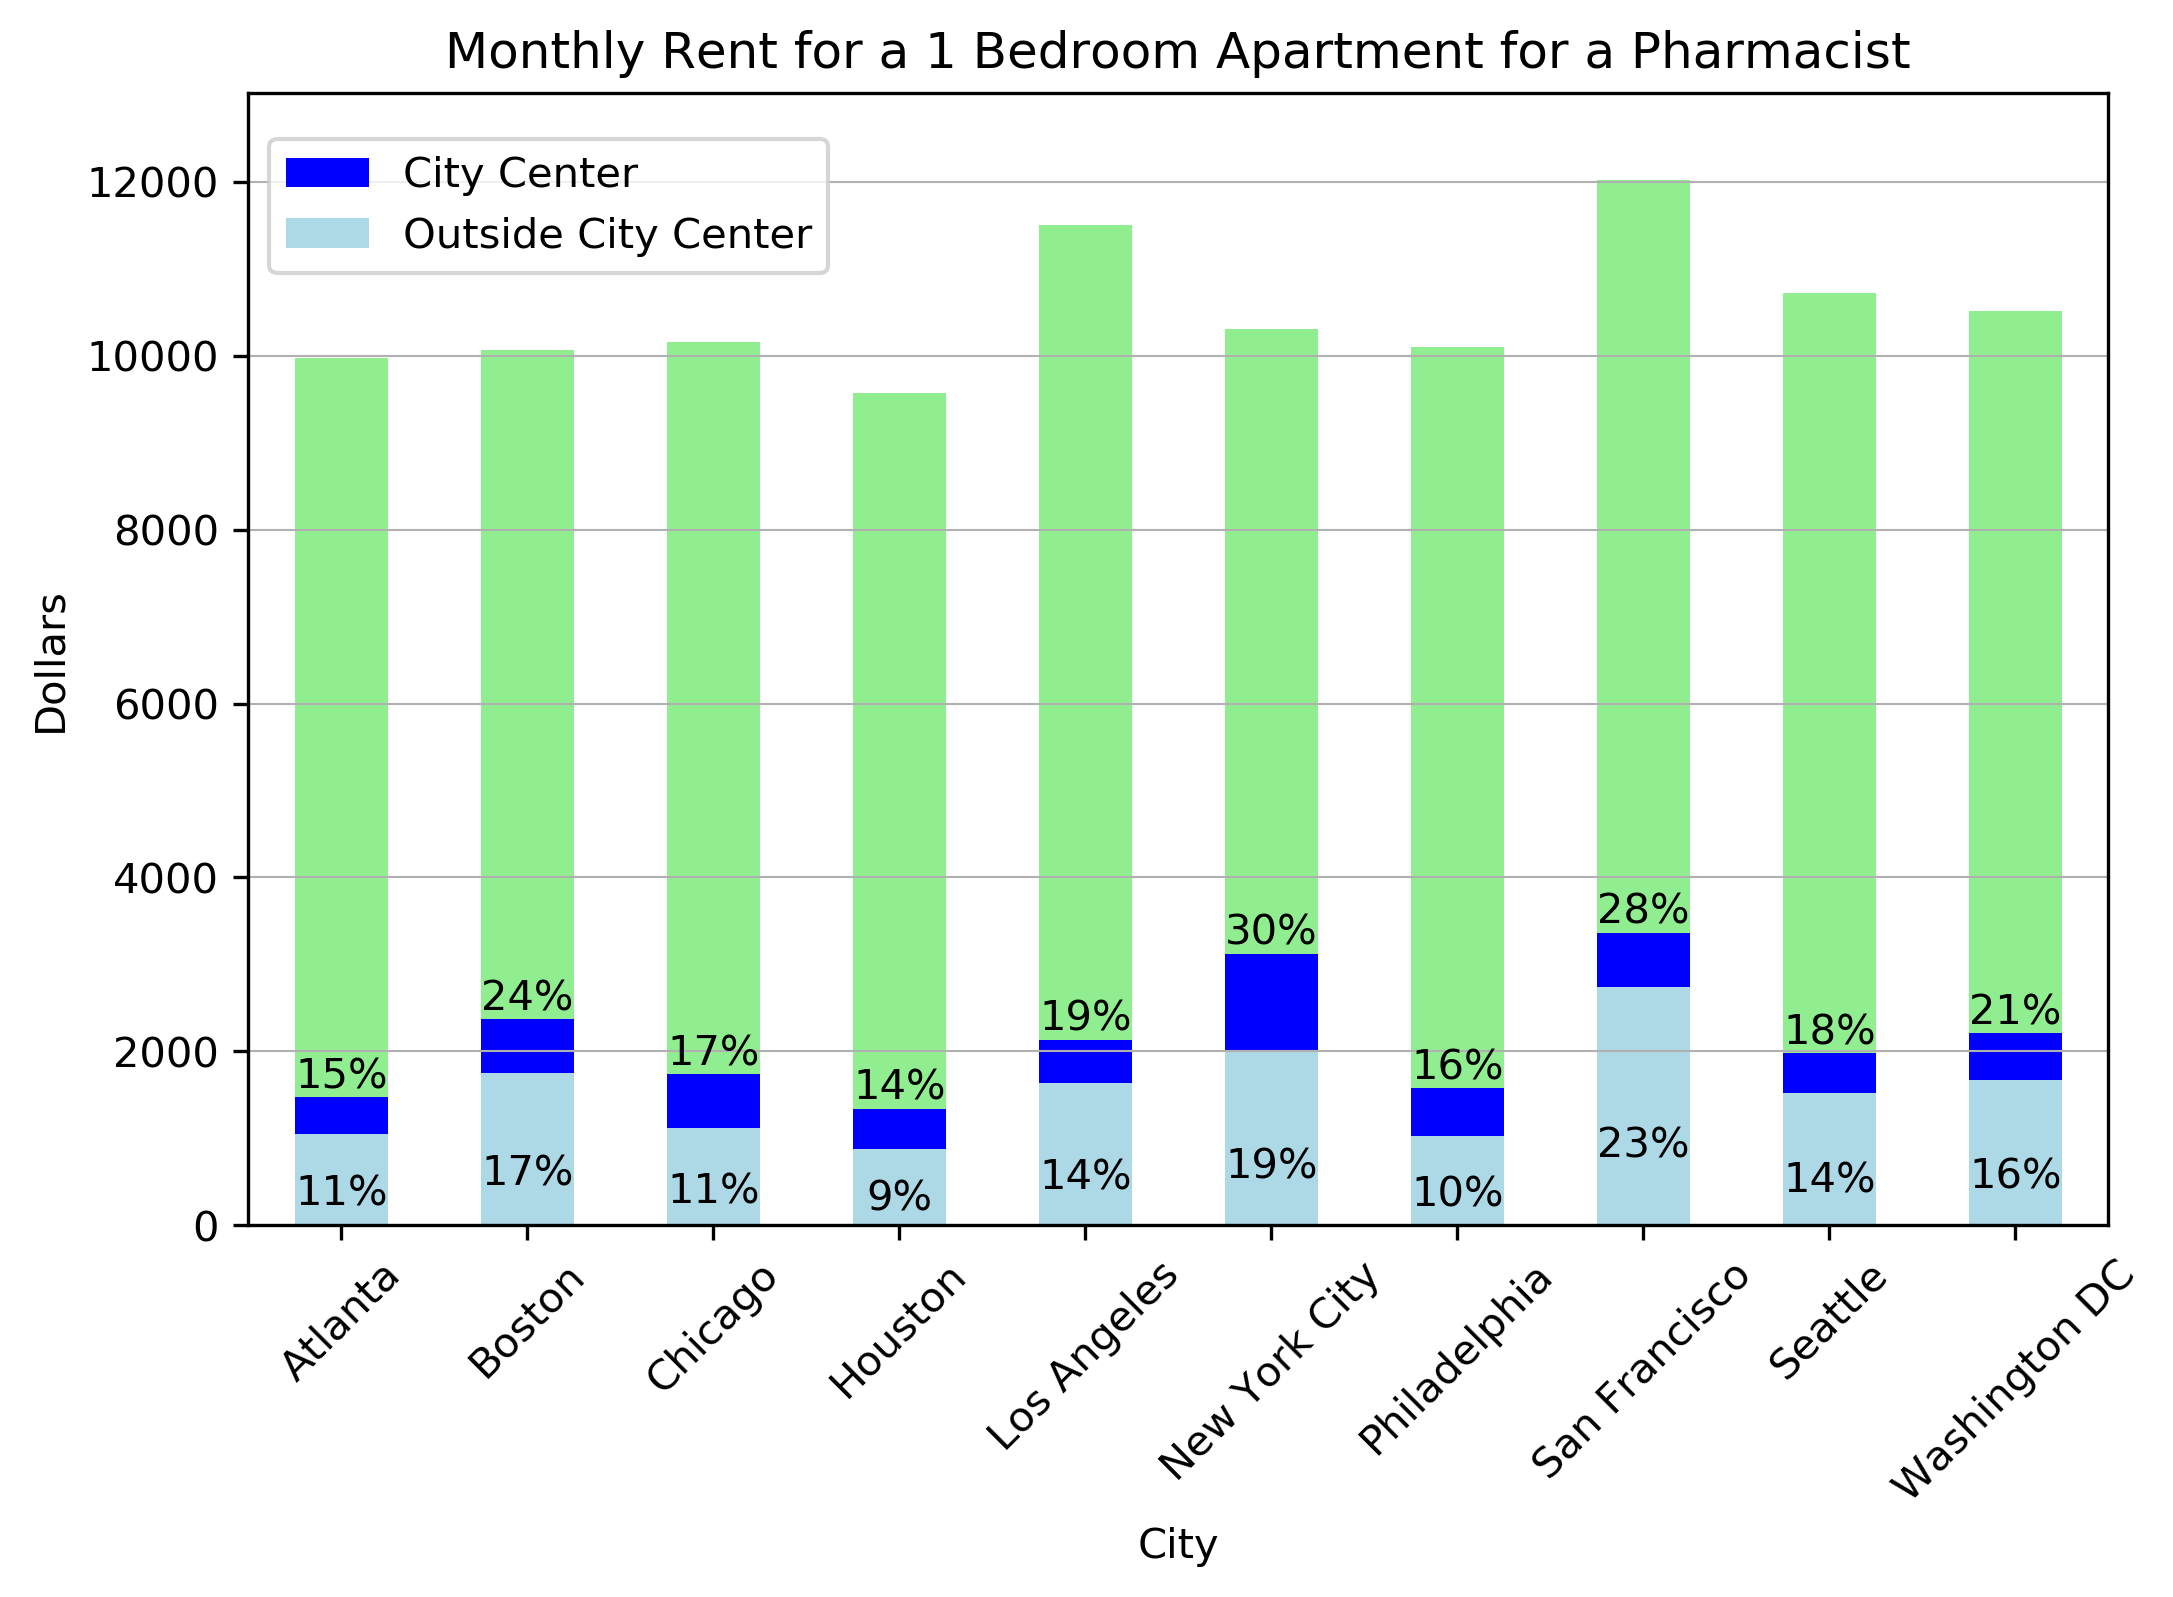 Monthly Rent for a 1 Bedroom Apartment for a Pharmacist
City Center
Outside City Center
12000
10000
8000
6000
4000
2000
0
Dollars
15%
24%
17%
14%
19%
30%
16%
28%
18%
21%
11%
17%
11%
9%
14%
19%
10%
23%
14%
16%
Atlanta
Boston
Chicago
Houston
Los Angeles
New York City
Philadelphia
San Francisco
Seattle
Washington DC
City